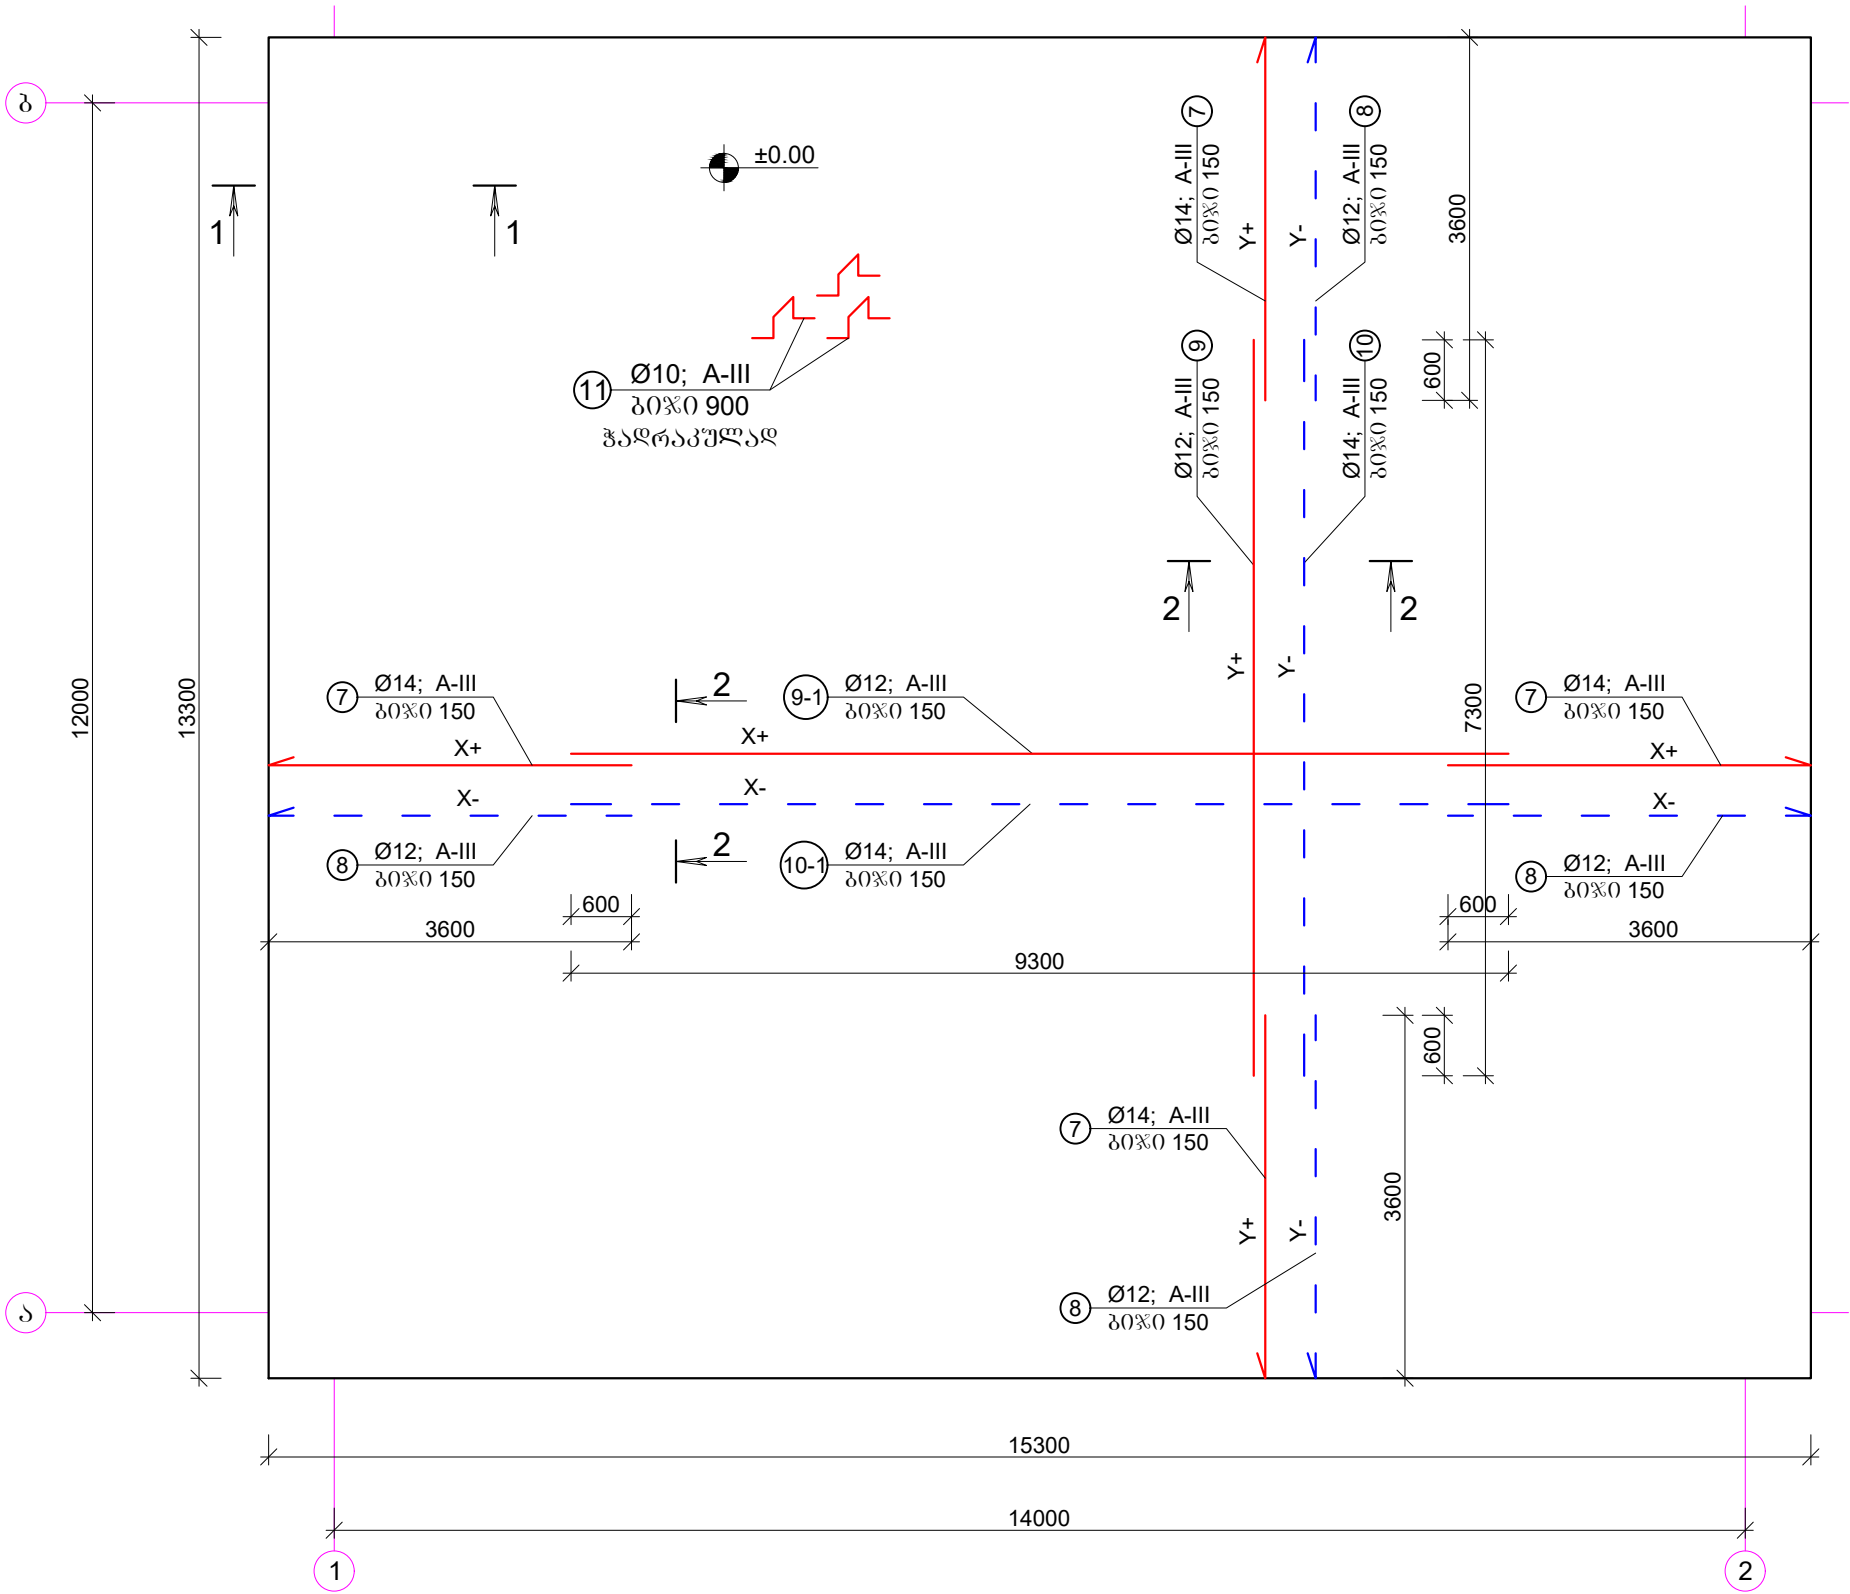 ბ
±0.00
1
1
7
Ø14; A-III
ბიჯი 150
8
Ø12; A-III
ბიჯი 150
Y+
Y-
3600
11
Ø10; A-III
ბიჯი 900
ჭადრაკულად
9
Ø12; A-III
ბიჯი 150
10
Ø14; A-III
ბიჯი 150
600
2
2
12000
13300
7
Ø14; A-III
ბიჯი 150
X+
2
9-1
Ø12; A-III
ბიჯი 150
X+
Y+
Y-
7300
7
Ø14; A-III
ბიჯი 150
X+
X-
X-
X-
8
Ø12; A-III
ბიჯი 150
2
10-1
Ø14; A-III
ბიჯი 150
8
Ø12; A-III
ბიჯი 150
600
600
3600
3600
9300
600
7
Ø14; A-III
ბიჯი 150
3600
Y+
Y-
8
Ø12; A-III
ბიჯი 150
ა
15300
14000
1
2